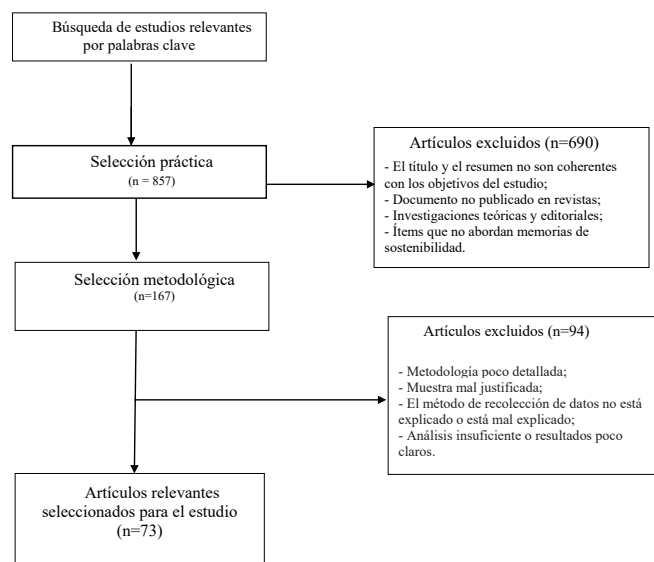 Búsqueda de estudios relevantes
por palabras clave
Selección práctica
(n = 857)
Artículos excluidos (n=690)
- El título y el resumen no son coherentes
con los objetivos del estudio;
- Documento no publicado en revistas;
- Investigaciones teóricas y editoriales;
- Ítems que no abordan memorias de
sostenibilidad.
Selección metodológica
(n=167)
Artículos excluidos (n=94)
- Metodología poco detallada;
- Muestra mal justificada;
- El método de recolección de datos no está
explicado o está mal explicado;
- Análisis insuficiente o resultados poco
claros.
Artículos relevantes
seleccionados para el estudio
(n=73)